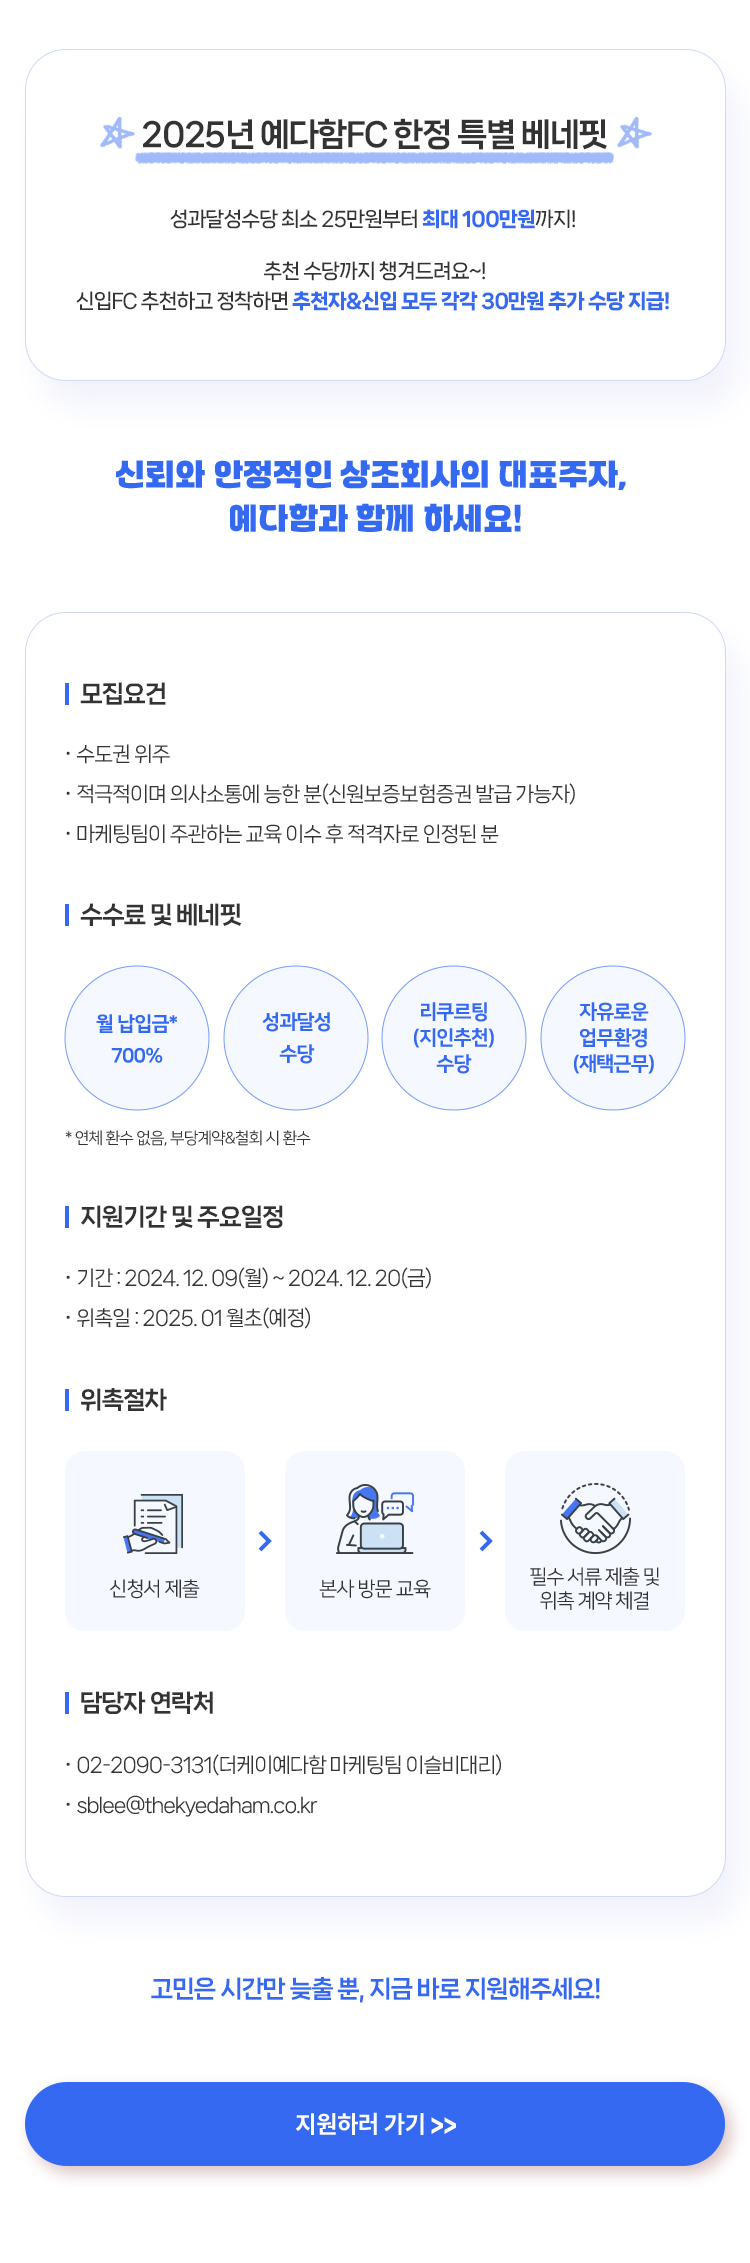 2025년 예다함FC 한정 특별 베네핏
성과달성수당 최소 25만원부터 최대 100만원까지!
추천 수당까지 챙겨드려요~!
신입FC 추천하고 정착하면 추천자&신입 모두 각각 30만원 추가 수당 지급!
신뢰와 안정적인 상조회사의 대표주자,
예다함과 함께 하세요!
모집요건
· 수도권 위주
· 적극적이며 의사소통에 능한 분(신원보증보험증권 발급 가능자)
· 마케팅팀이 주관하는 교육 이수 후 적격자로 인정된 분
수수료 및 베네핏
월 납입금*
700%
성과달성
수당
리쿠르팅
(지인추천)
수당
자유로운
업무환경
(재택근무)
* 연체 환수 없음, 부당계약&철회 시 환수
지원기간 및 주요일정
· 기간 : 2024. 12. 09(월) ~ 2024. 12. 20(금)
· 위촉일 : 2025. 01 월초(예정)
위촉절차
신청서 제출
본사 방문 교육
필수 서류 제출 및
위촉 계약 체결
담당자 연락처
· 02-2090-3131(더케이예다함 마케팅팀 이슬비대리)
· sblee@thekyedaham.co.kr
고민은 시간만 늦출 뿐, 지금 바로 지원해주세요!
지원하러 가기 >>